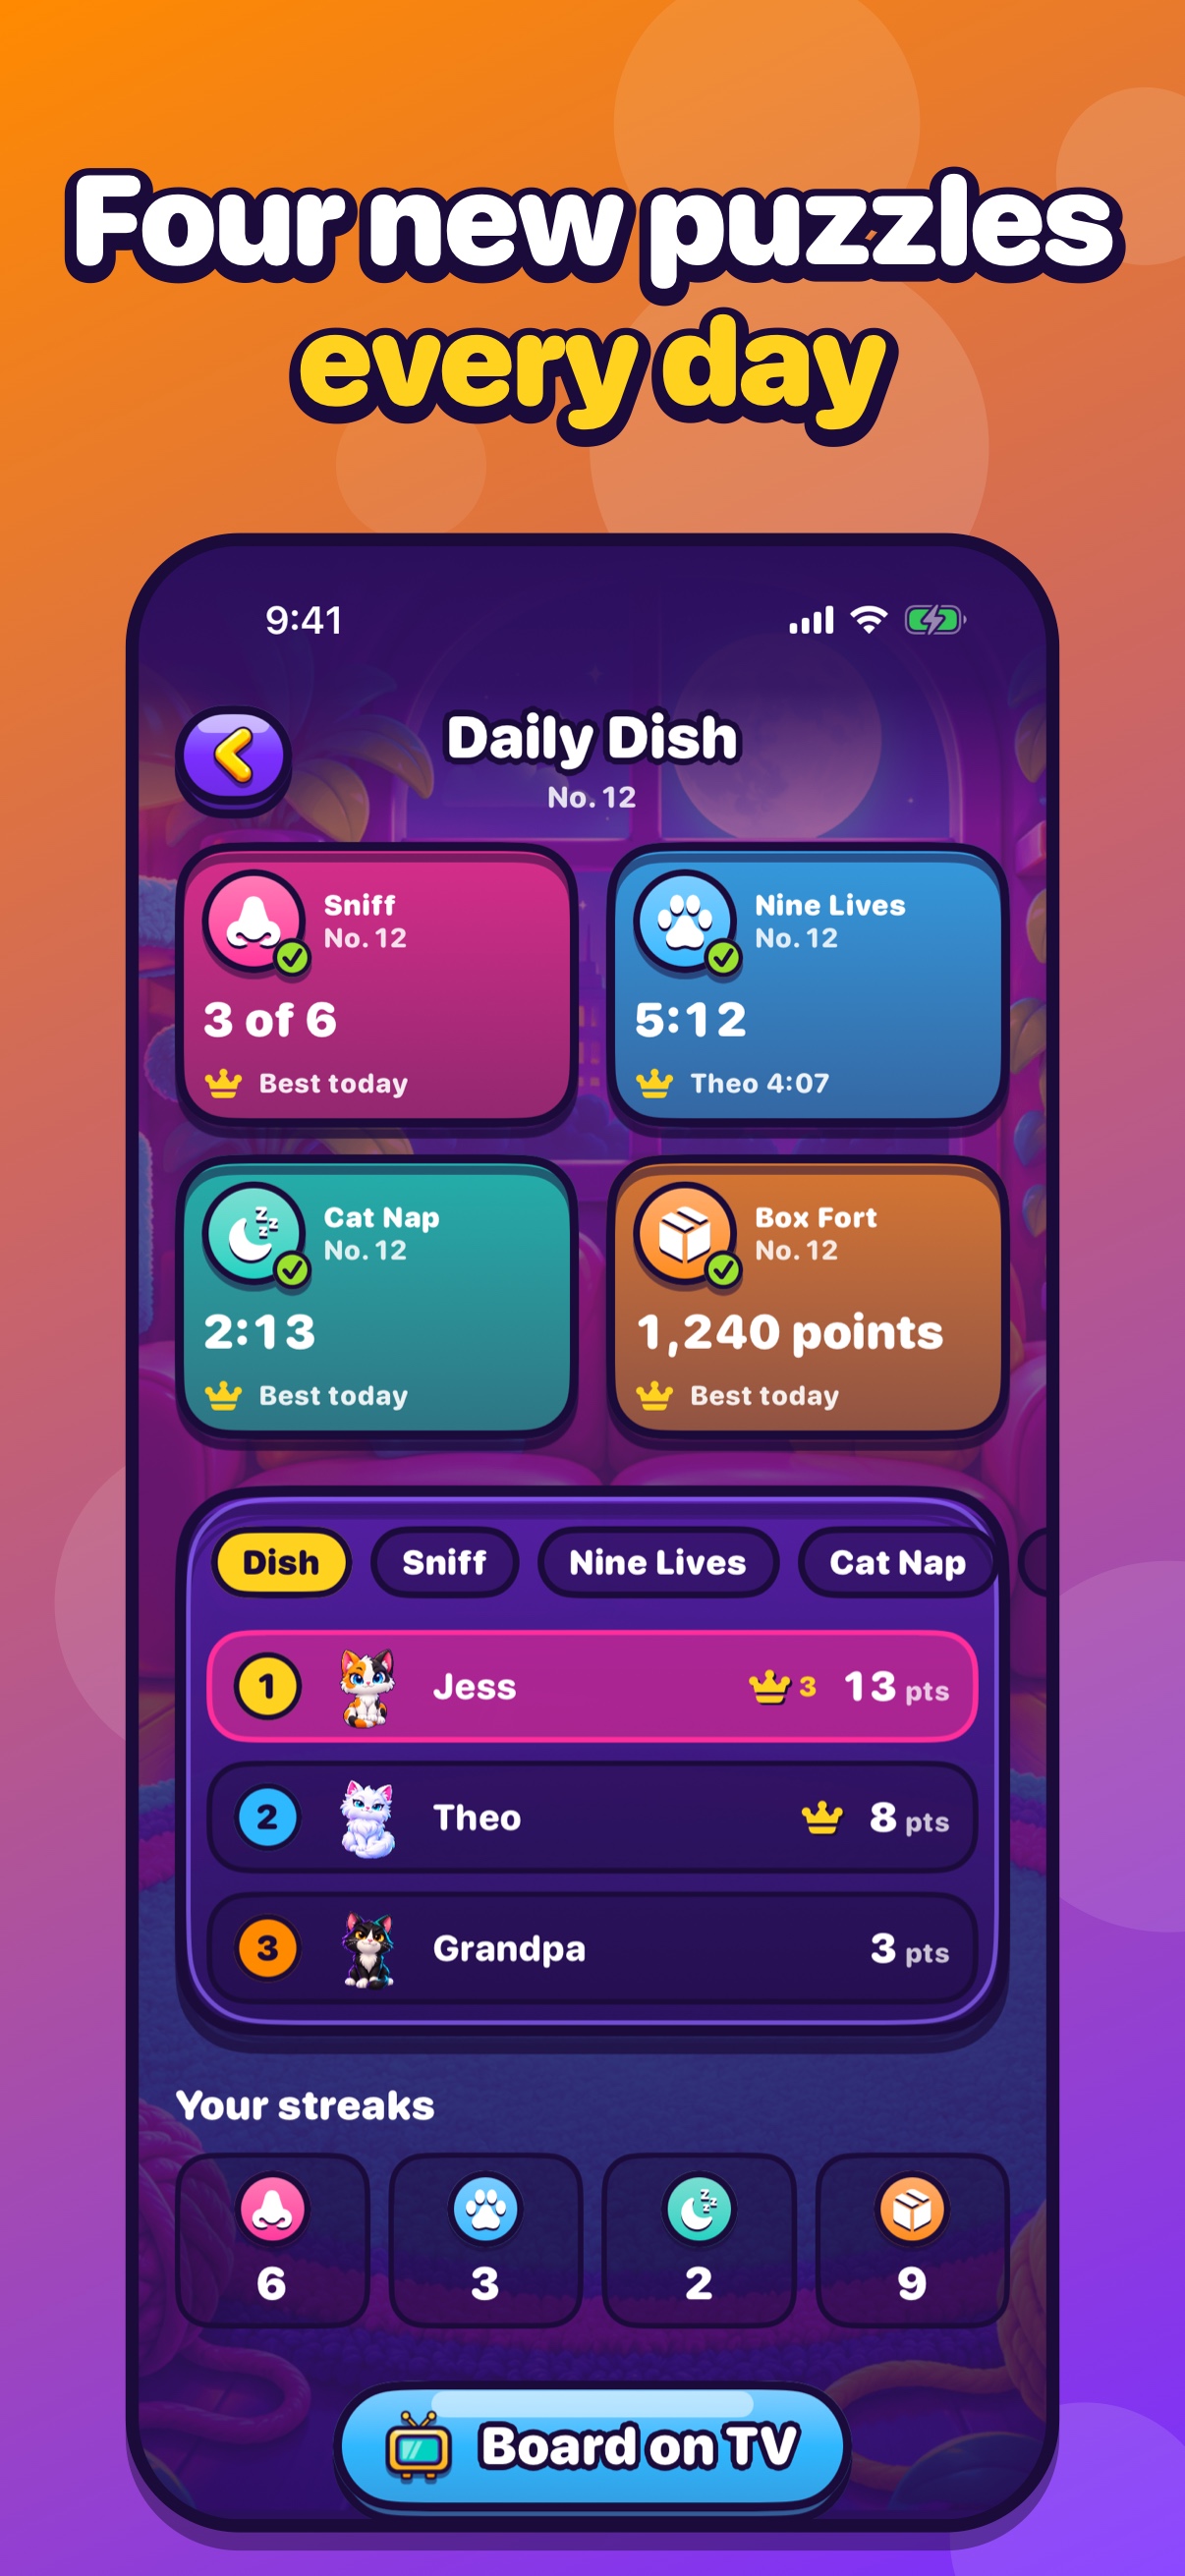 Four new puzzles
every day
9:41
Daily Dish
No. 12
Sniff
No. 12
3 of 6
Best today
Nine Lives
No. 12
5:12
Theo 4:07
Cat Nap
No. 12
2:13
Best today
Box Fort
No. 12
1,240 points
Best today
Dish Sniff Nine Lives Cat Nap
1 Jess 3 13 pts
2 Theo 8 pts
3 Grandpa 3 pts
Your streaks
6 3 2 9
Board on TV